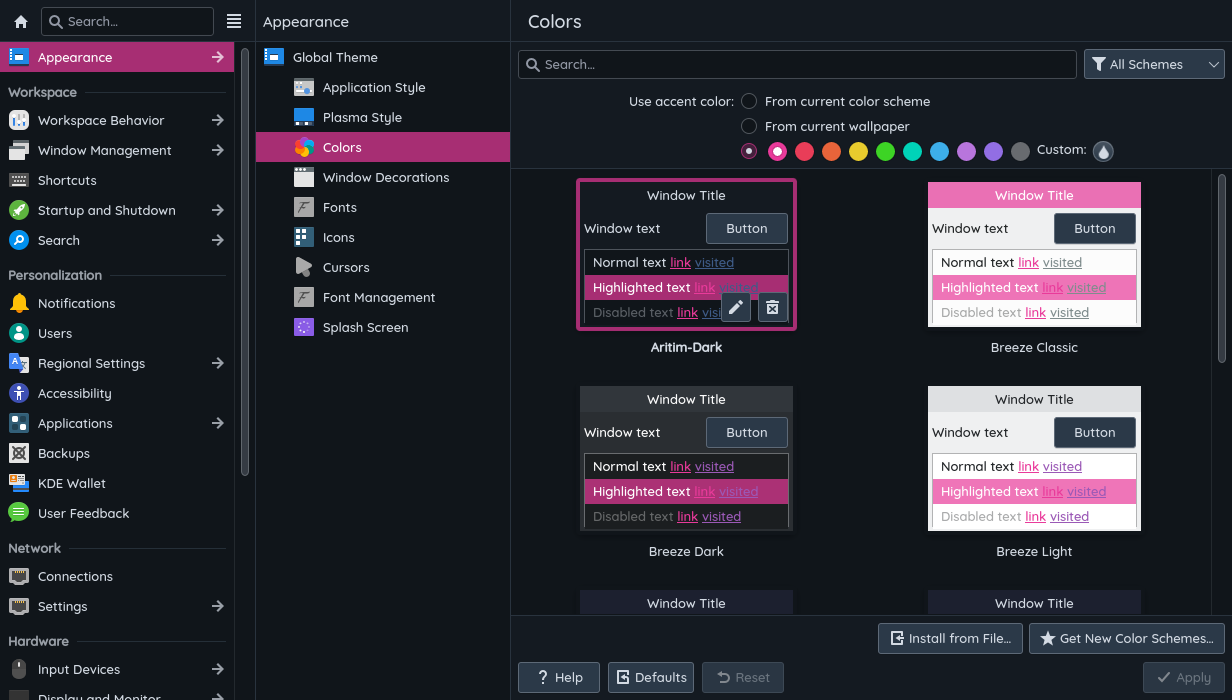 Search...
Appearance
Workspace
Workspace Behavior
Window Management
Shortcuts
Startup and Shutdown
Search
Personalization
Notifications
Users
Regional Settings
Accessibility
Applications
Backups
KDE Wallet
User Feedback
Network
Connections
Settings
Hardware
Input Devices
Display and Monitor
Appearance
Global Theme
Application Style
Plasma Style
Colors
Window Decorations
Fonts
Icons
Cursors
Font Management
Splash Screen
Colors
Search...
All Schemes
Use accent color:
From current color scheme
From current wallpaper
Custom:
Window Title
Window text
Button
Normal text link visited
Highlighted text link visited
Disabled text link visi
Aritim-Dark
Window Title
Window text
Button
Normal text link visited
Highlighted text link visited
Disabled text link visited
Breeze Classic
Window Title
Window text
Button
Normal text link visited
Highlighted text link visited
Disabled text link visited
Breeze Dark
Window Title
Window text
Button
Normal text link visited
Highlighted text link visited
Disabled text link visited
Breeze Light
Window Title
Window Title
Install from File...
Get New Color Schemes...
Help
Defaults
Reset
Apply